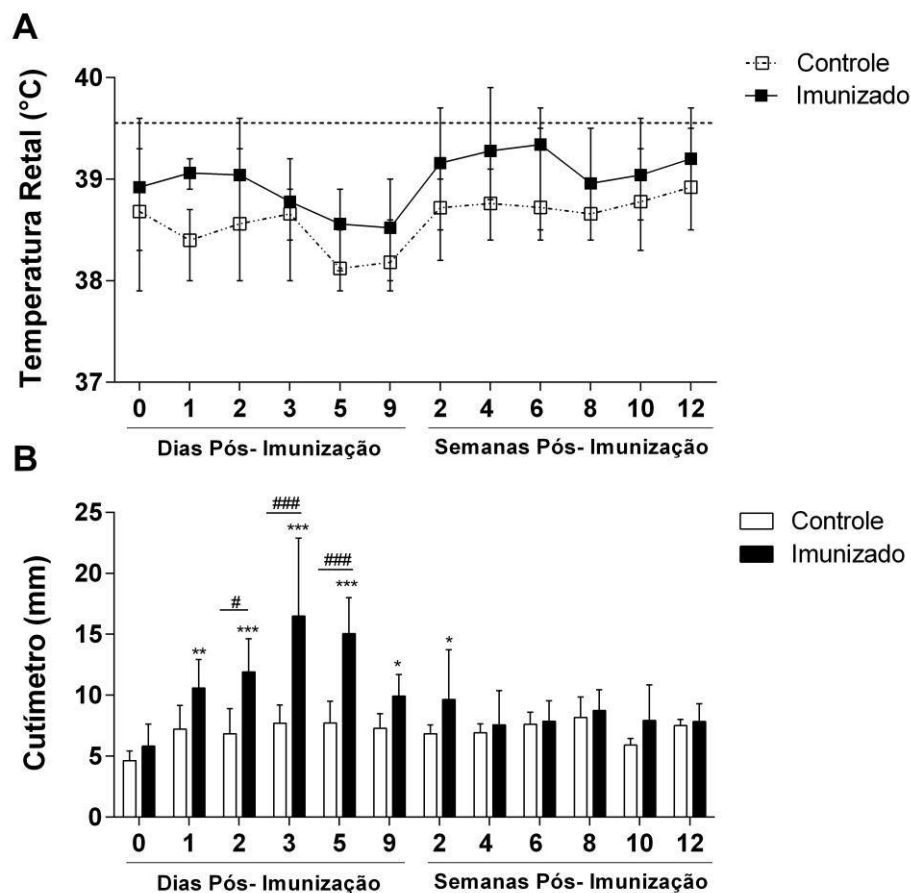 A
Temperatura Retal (°C)
40
39
38
37
Controle
Imunizado
0 1 2 3 5 9 2 4 6 8 10 12
Dias Pós- Imunização Semanas Pós- Imunização
B
Cutímetro (mm)
25
20
15
10
5
0
Controle
Imunizado
** # *** ### *** ### *** * *
0 1 2 3 5 9 2 4 6 8 10 12
Dias Pós- Imunização Semanas Pós- Imunização